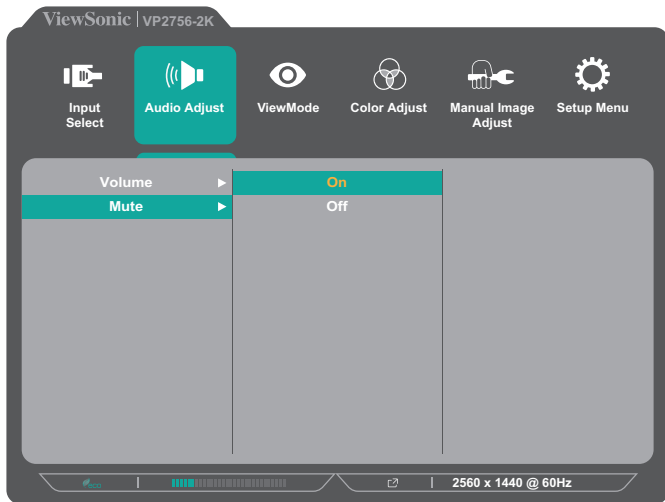 ViewSonic | VP2756-2K
Input
Select
Audio Adjust
ViewMode
Color Adjust
Manual Image
Adjust
Setup Menu
Volume
On
Mute
Off
eco
2560 x 1440 @ 60Hz